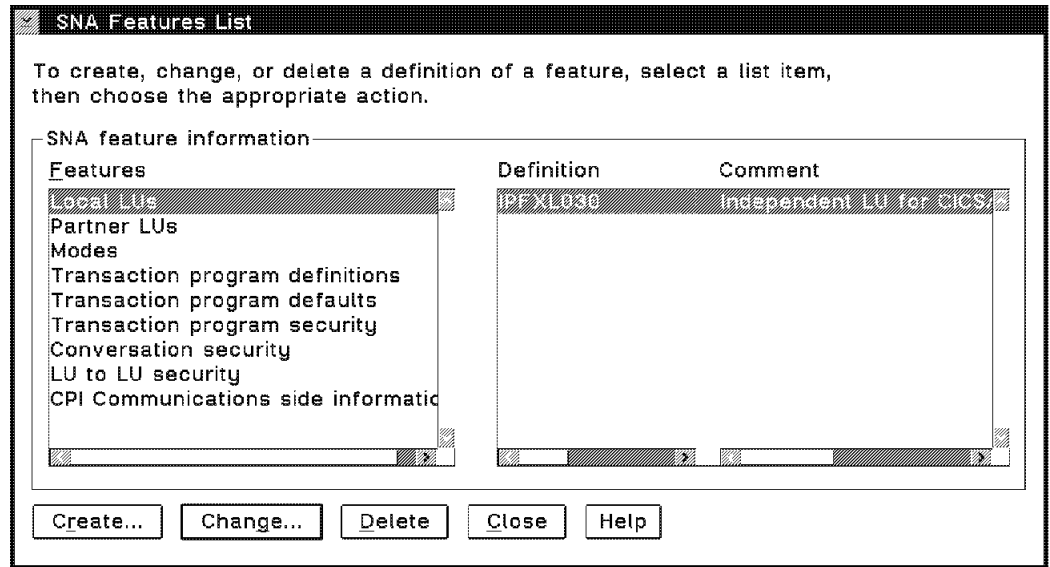 SNA Features List
To create, change, or delete a definition of a feature, select a list item,
then choose the appropriate action.
SNA feature information
Features
Local LUs
Partner LUs
Modes
Transaction program definitions
Transaction program defaults
Transaction program security
Conversation security
LU to LU security
CPI Communications side informatic
Definition
IPFXL030
Comment
Independent LU for CICS
Create...
Change...
Delete
Close
Help